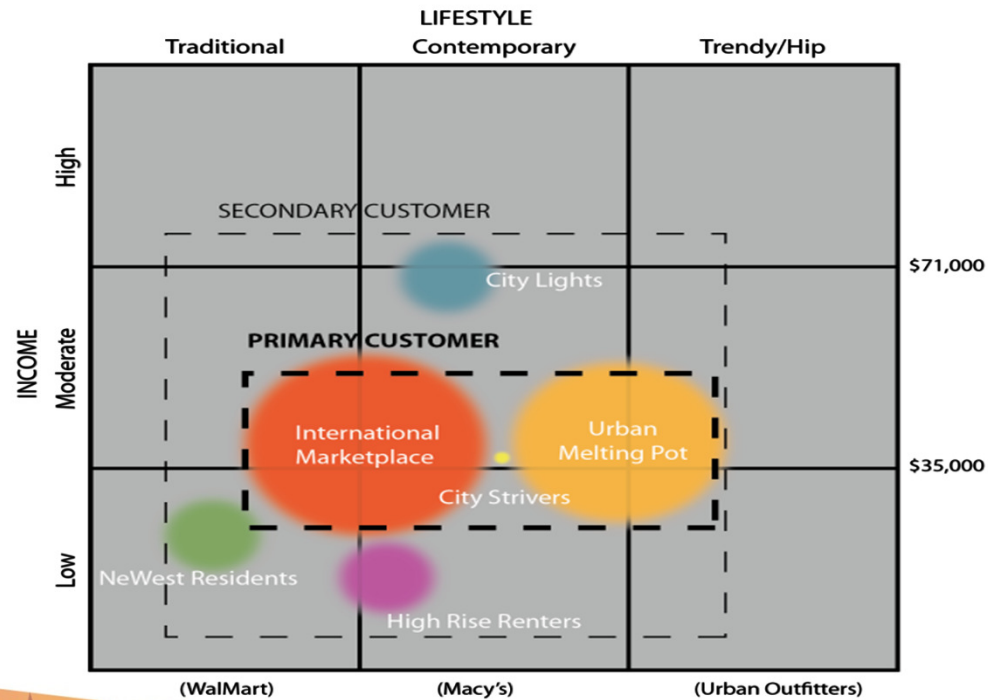 LIFESTYLE
Traditional Contemporary Trendy/Hip
High
SECONDARY CUSTOMER
$71,000
City Lights
INCOME
Moderate
PRIMARY CUSTOMER
International
Marketplace
Urban
Melting Pot
$35,000
City Strivers
Low
NeWest Residents
High Rise Renters
(WalMart) (Macy's) (Urban Outfitters)